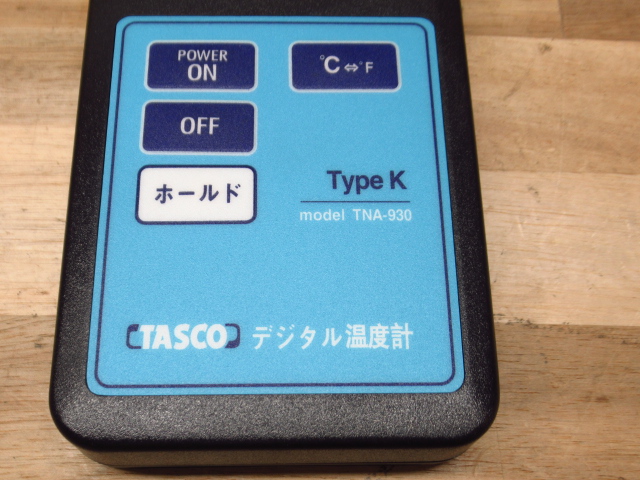 POWER
ON
°C⇔°F
OFF
ホールド
Type K
model TNA-930
TASCO デジタル温度計